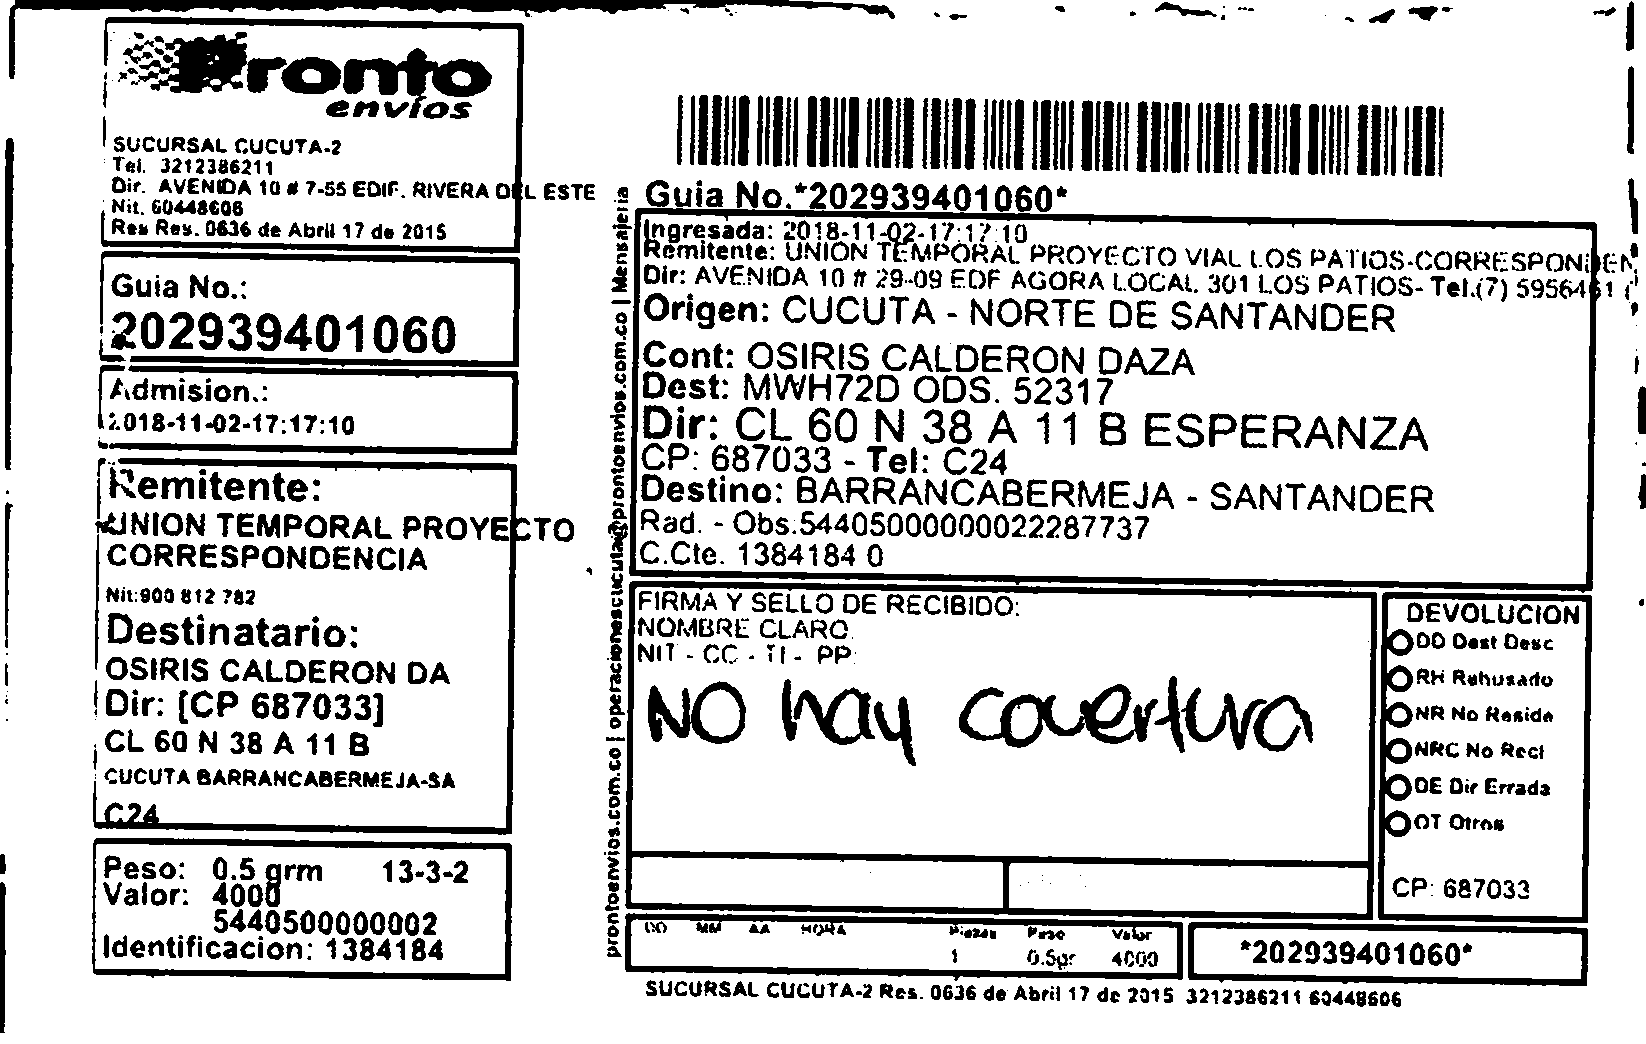 Pronto
envíos
SUCURSAL CUCUTA-2
Tel. 3212386211
Dir. AVENIDA 10 # 7-55 EDIF. RIVERA DEL ESTE
Nit. 60448606
Res Res. 0636 de Abril 17 de 2015
Guia No.:
202939401060
Admision.:
2018-11-02-17:17:10
Remitente:
UNION TEMPORAL PROYECTO
CORRESPONDENCIA
Nit:900 812 782
Destinatario:
OSIRIS CALDERON DA
Dir: [CP 687033]
CL 60 N 38 A 11 B
CUCUTA BARRANCABERMEJA-SA
C24
Peso: 0.5 grm 13-3-2
Valor: 4000
5440500000002
Identificacion: 1384184
prontoenvios.com.co | operacionescucuta@prontoenvios.com.co | Mensajeria
Guia No.*202939401060*
Ingresada: 2018-11-02-17:17:10
Remitente: UNION TEMPORAL PROYECTO VIAL LOS PATIOS-CORRESPONDEN
Dir: AVENIDA 10 # 29-09 EDF AGORA LOCAL 301 LOS PATIOS- Tel.(7) 5956461 (
Origen: CUCUTA - NORTE DE SANTANDER
Cont: OSIRIS CALDERON DAZA
Dest: MWH72D ODS. 52317
Dir: CL 60 N 38 A 11 B ESPERANZA
CP: 687033 - Tel: C24
Destino: BARRANCABERMEJA - SANTANDER
Rad. - Obs.54405000000022287737
C.Cte. 1384184 0
FIRMA Y SELLO DE RECIBIDO:
NOMBRE CLARO
NIT - CC - TI - PP
NO hay covertura
DEVOLUCION
DD Dest Desc
RH Rehusado
NR No Reside
NRC No Recl
DE Dir Errada
OT Otros
CP: 687033
DD MM AA HORA Piezas Peso Valor
1 0.5gr 4000
*202939401060*
SUCURSAL CUCUTA-2 Res. 0636 de Abril 17 de 2015 3212386211 60448606